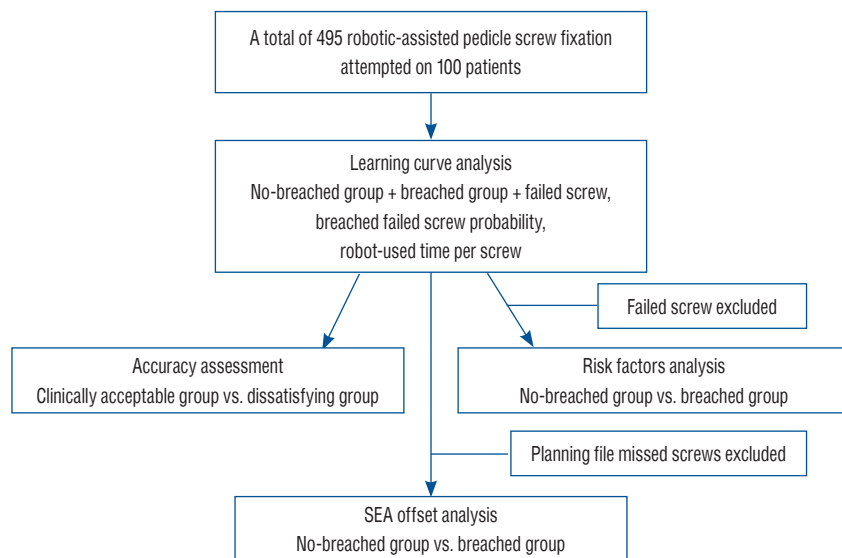 A total of 495 robotic-assisted pedicle screw fixation
attempted on 100 patients
Learning curve analysis
No-breached group + breached group + failed screw,
breached failed screw probability,
robot-used time per screw
Failed screw excluded
Accuracy assessment
Clinically acceptable group vs. dissatisfying group
Risk factors analysis
No-breached group vs. breached group
Planning file missed screws excluded
SEA offset analysis
No-breached group vs. breached group